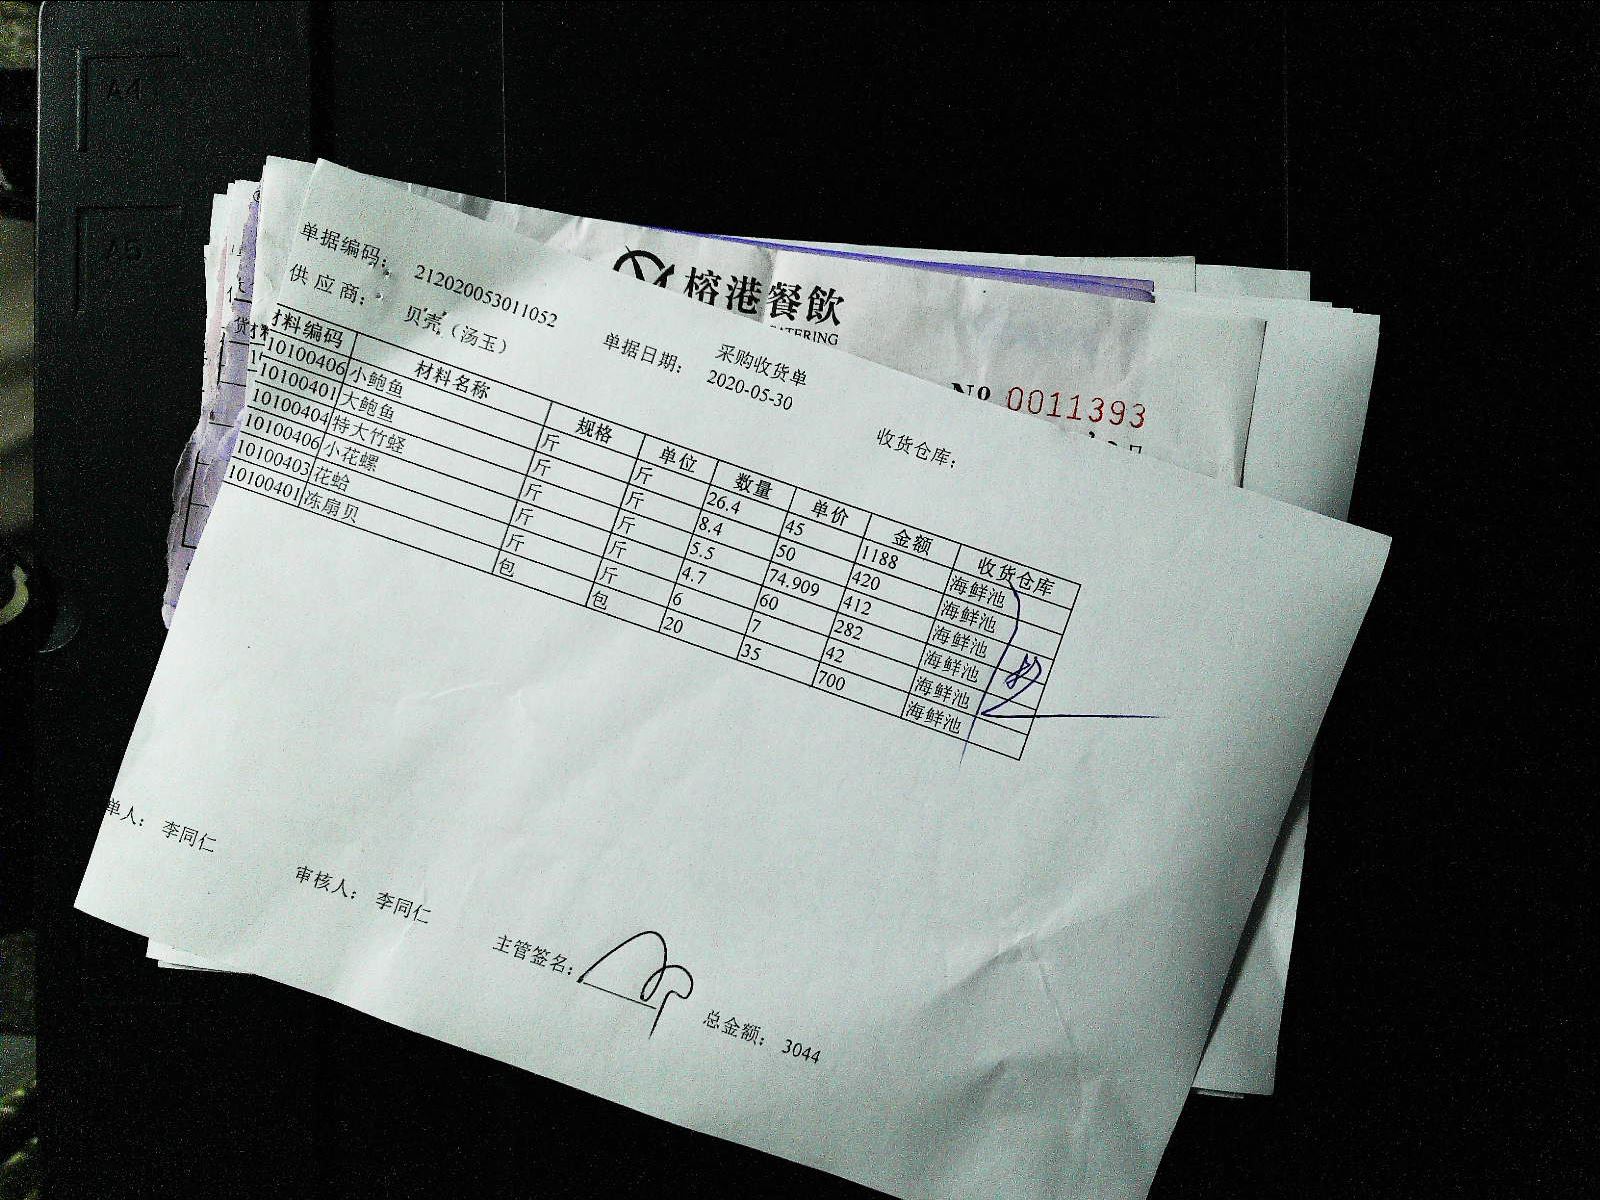 A4
A5
榕港餐飲
CATERING
№ 0011393
采购收货单
单据编码: 212020053011052
单据日期: 2020-05-30
收货仓库:
供应商: 贝壳（汤玉）
材料编码 材料名称 规格 单位 数量 单价 金额 收货仓库
10100406 小鲍鱼 斤 斤 26.4 45 1188 海鲜池
10100401 大鲍鱼 斤 斤 8.4 50 420 海鲜池
10100404 特大竹蛏 斤 斤 5.5 74.909 412 海鲜池
10100406 小花螺 斤 斤 4.7 60 282 海鲜池
10100403 花蛤 斤 斤 6 7 42 海鲜池
10100401 冻扇贝 包 包 20 35 700 海鲜池
单人: 李同仁
审核人: 李同仁
主管签名:
总金额: 3044